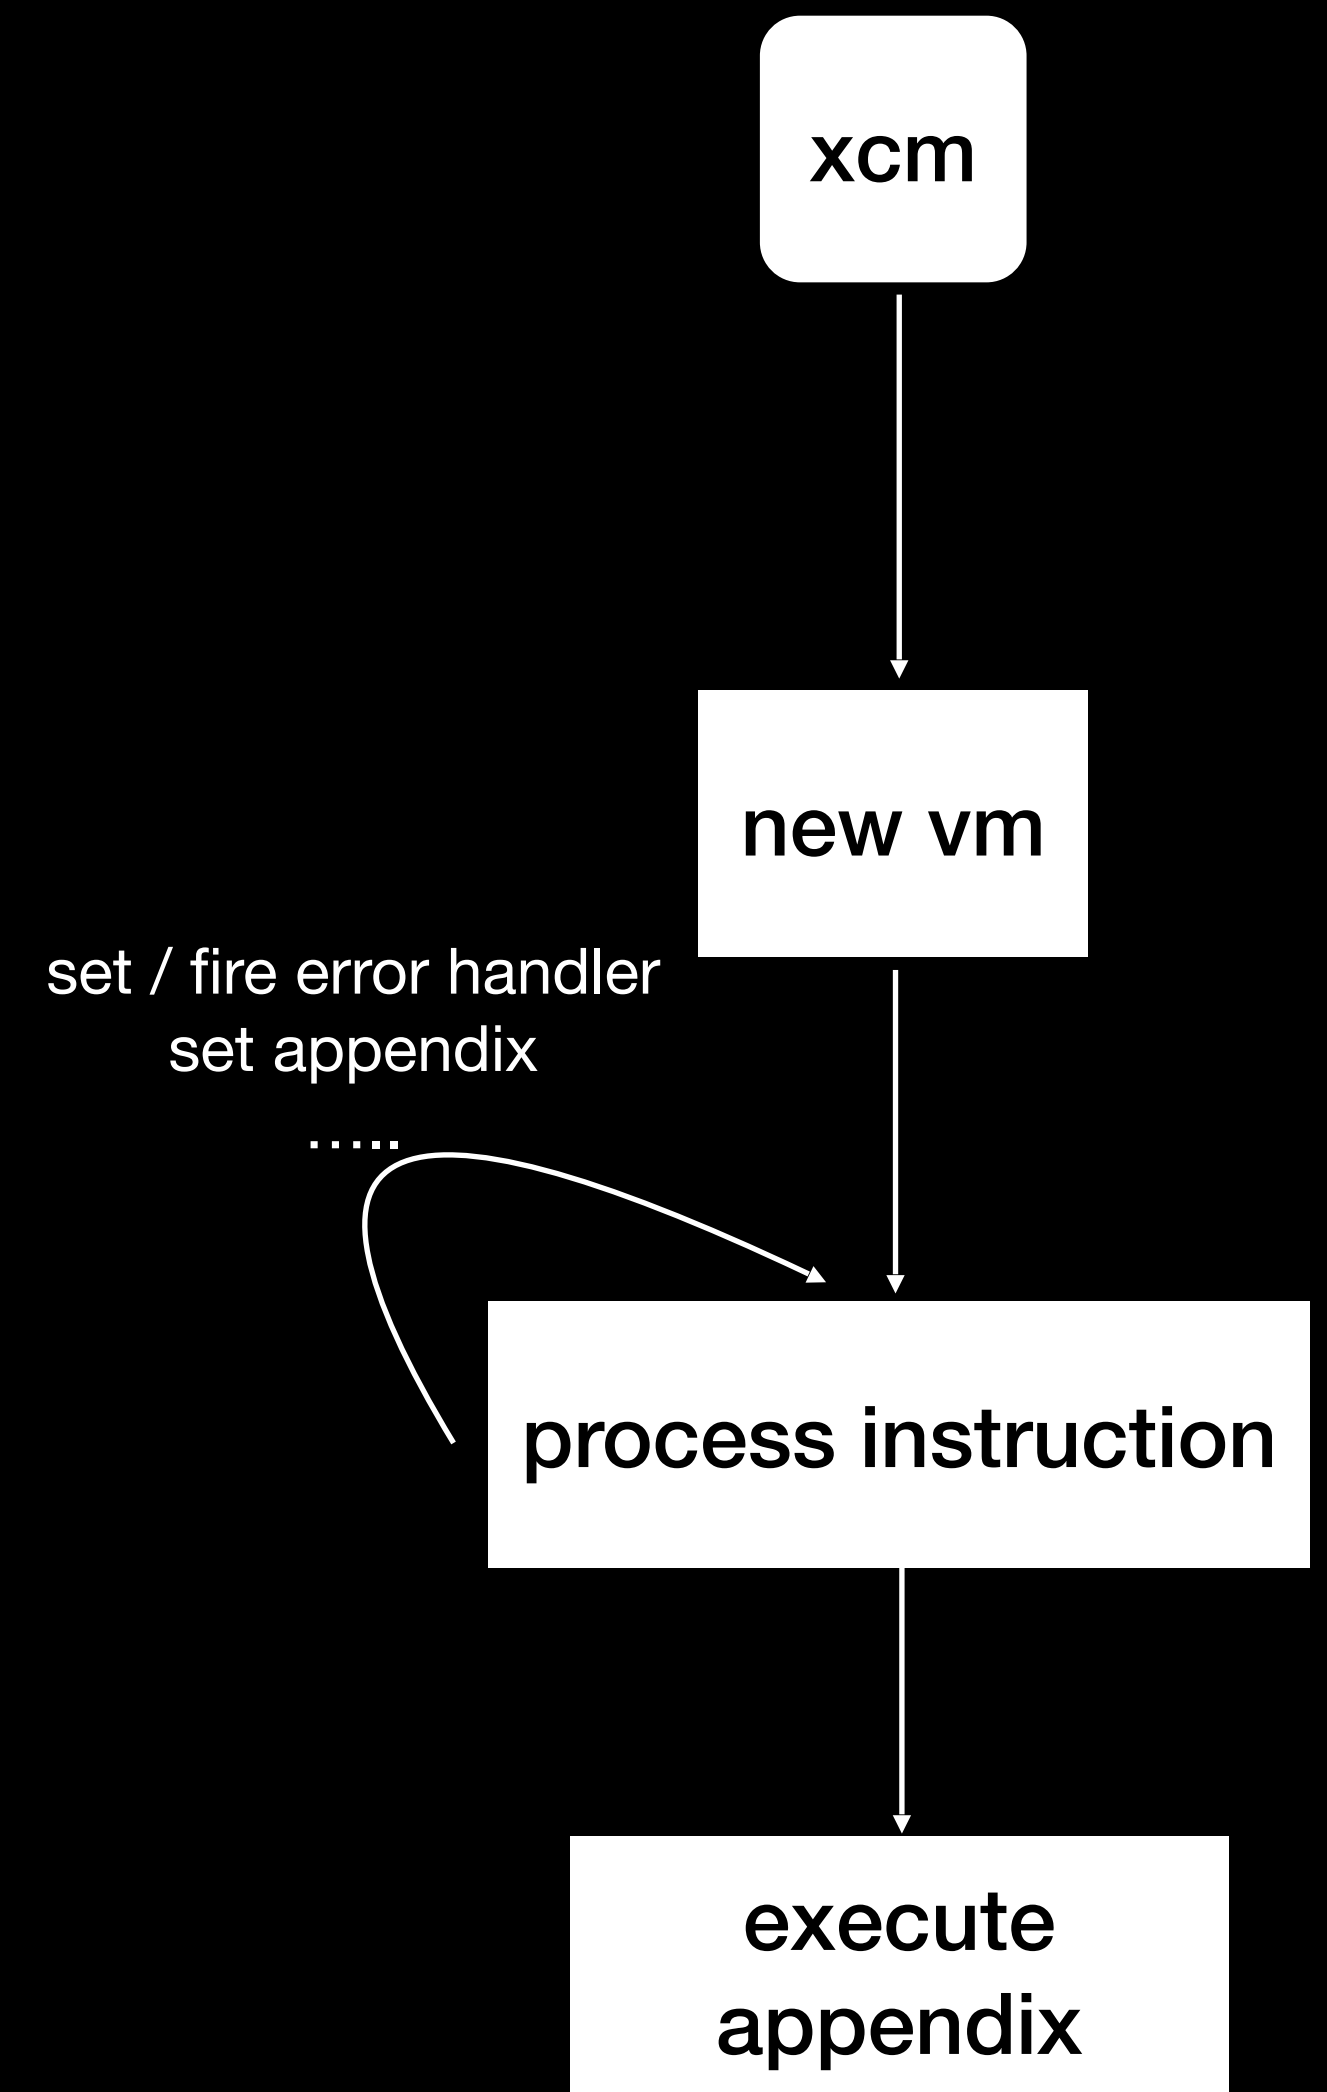 xcm
new vm
set / fire error handler
set appendix
…..
process instruction
execute
appendix